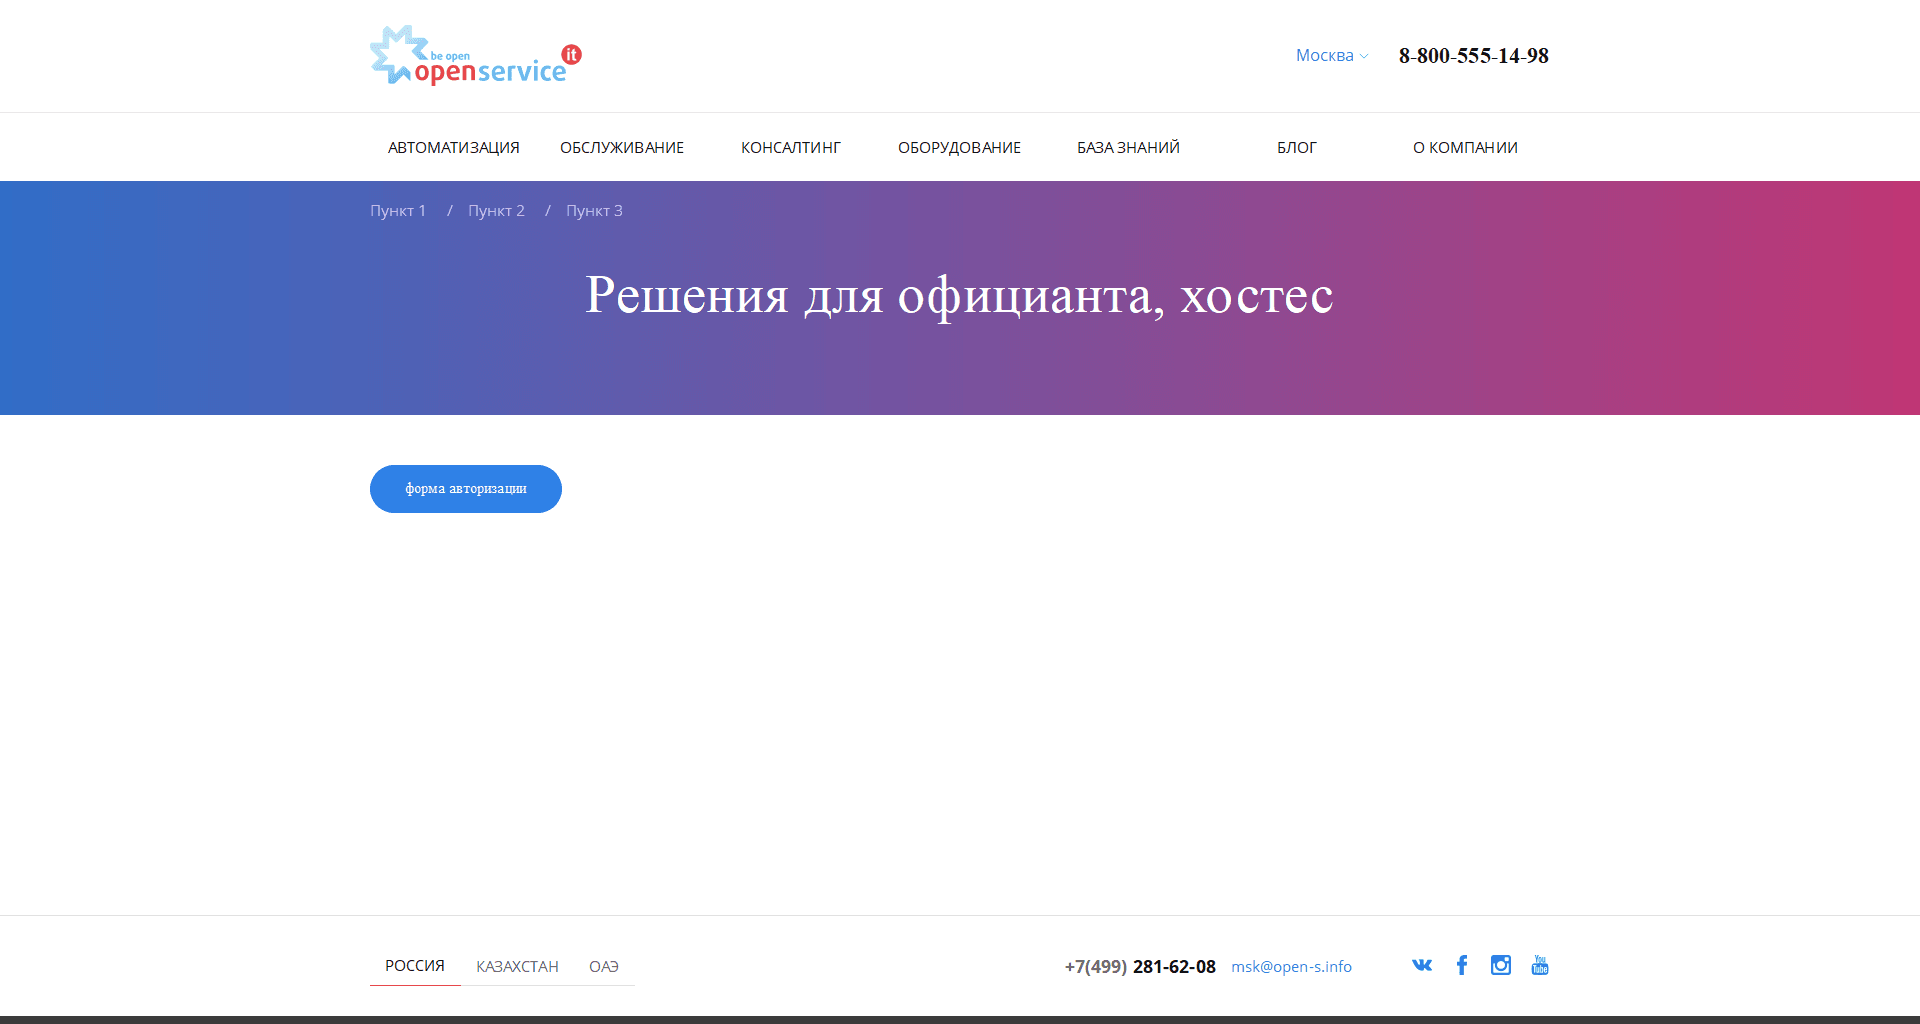 be open
openservice it
Москва
8-800-555-14-98
АВТОМАТИЗАЦИЯ ОБСЛУЖИВАНИЕ КОНСАЛТИНГ ОБОРУДОВАНИЕ БАЗА ЗНАНИЙ БЛОГ О КОМПАНИИ
Пункт 1 / Пункт 2 / Пункт 3
Решения для официанта, хостес
форма авторизации
РОССИЯ КАЗАХСТАН ОАЭ
+7(499) 281-62-08 msk@open-s.info
You
Tube